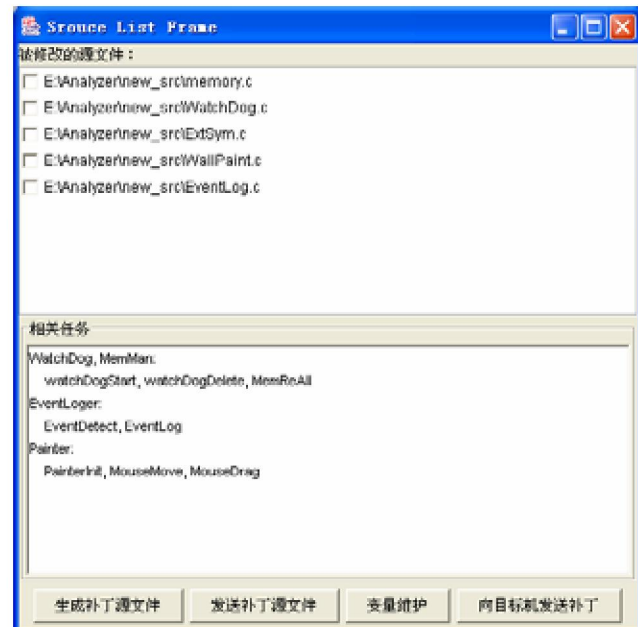 Srouce List Frame
被修改的源文件：
E:\Analyzer\new_src\memory.c
E:\Analyzer\new_src\WatchDog.c
E:\Analyzer\new_src\ExtSym.c
E:\Analyzer\new_src\WallPaint.c
E:\Analyzer\new_src\EventLog.c
相关任务
WatchDog, MemMan:
watchDogStart, watchDogDelete, MemReAll
EventLoger:
EventDetect, EventLog
Painter:
PainterInit, MouseMove, MouseDrag
生成补丁源文件 发送补丁源文件 变量维护 向目标机发送补丁